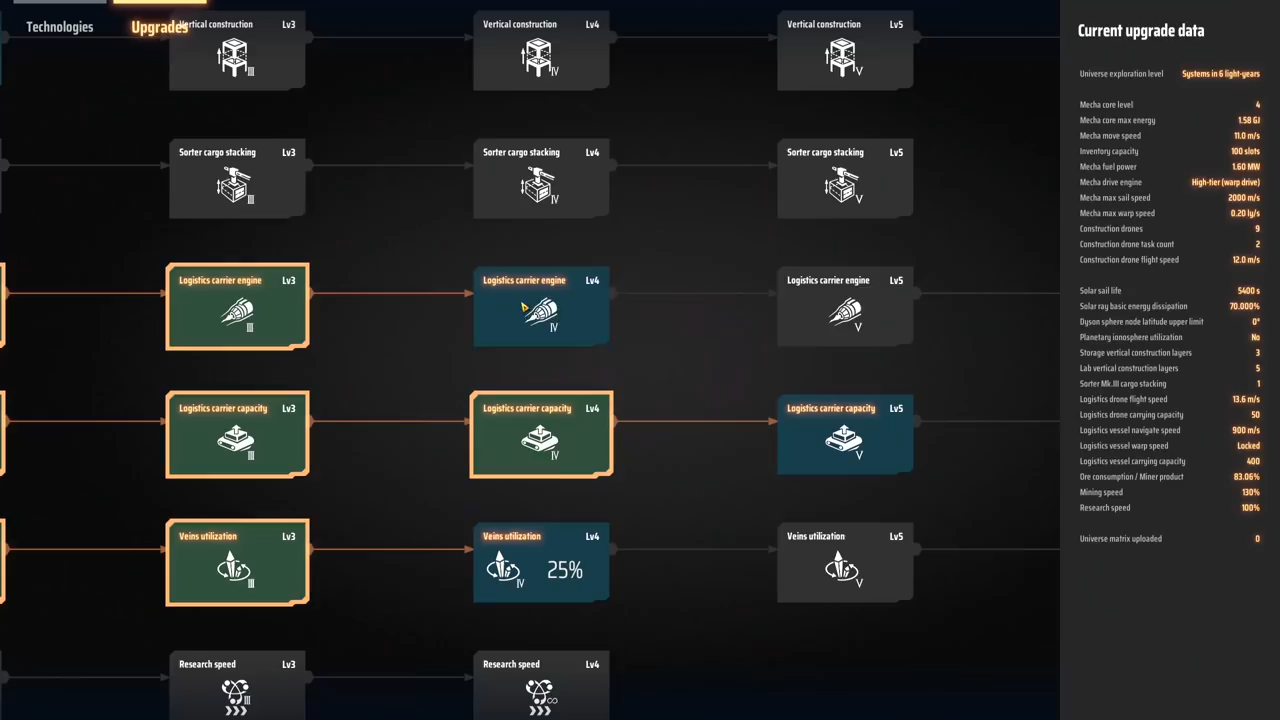 Technologies
Upgrades
Vertical construction Lv3
III
Vertical construction Lv4
IV
Vertical construction Lv5
V
Sorter cargo stacking Lv3
III
Sorter cargo stacking Lv4
IV
Sorter cargo stacking Lv5
V
Logistics carrier engine Lv3
III
Logistics carrier engine Lv4
IV
Logistics carrier engine Lv5
V
Logistics carrier capacity Lv3
III
Logistics carrier capacity Lv4
IV
Logistics carrier capacity Lv5
V
Veins utilization Lv3
III
Veins utilization Lv4
IV 25%
Veins utilization Lv5
V
Research speed Lv3
III
Research speed Lv4
∞
Current upgrade data
Universe exploration level Systems in 6 light-years
Mecha core level 4
Mecha core max energy 1.58 GJ
Mecha move speed 11.0 m/s
Inventory capacity 100 slots
Mecha fuel power 1.60 MW
Mecha drive engine High-tier (warp drive)
Mecha max sail speed 2000 m/s
Mecha max warp speed 0.20 ly/s
Construction drones 9
Construction drone task count 2
Construction drone flight speed 12.0 m/s
Solar sail life 5400 s
Solar ray basic energy dissipation 70.000%
Dyson sphere node latitude upper limit 0°
Planetary ionosphere utilization No
Storage vertical construction layers 3
Lab vertical construction layers 5
Sorter Mk.III cargo stacking 1
Logistics drone flight speed 13.6 m/s
Logistics drone carrying capacity 50
Logistics vessel navigate speed 900 m/s
Logistics vessel warp speed Locked
Logistics vessel carrying capacity 400
Ore consumption / Miner product 83.06%
Mining speed 130%
Research speed 100%
Universe matrix uploaded 0